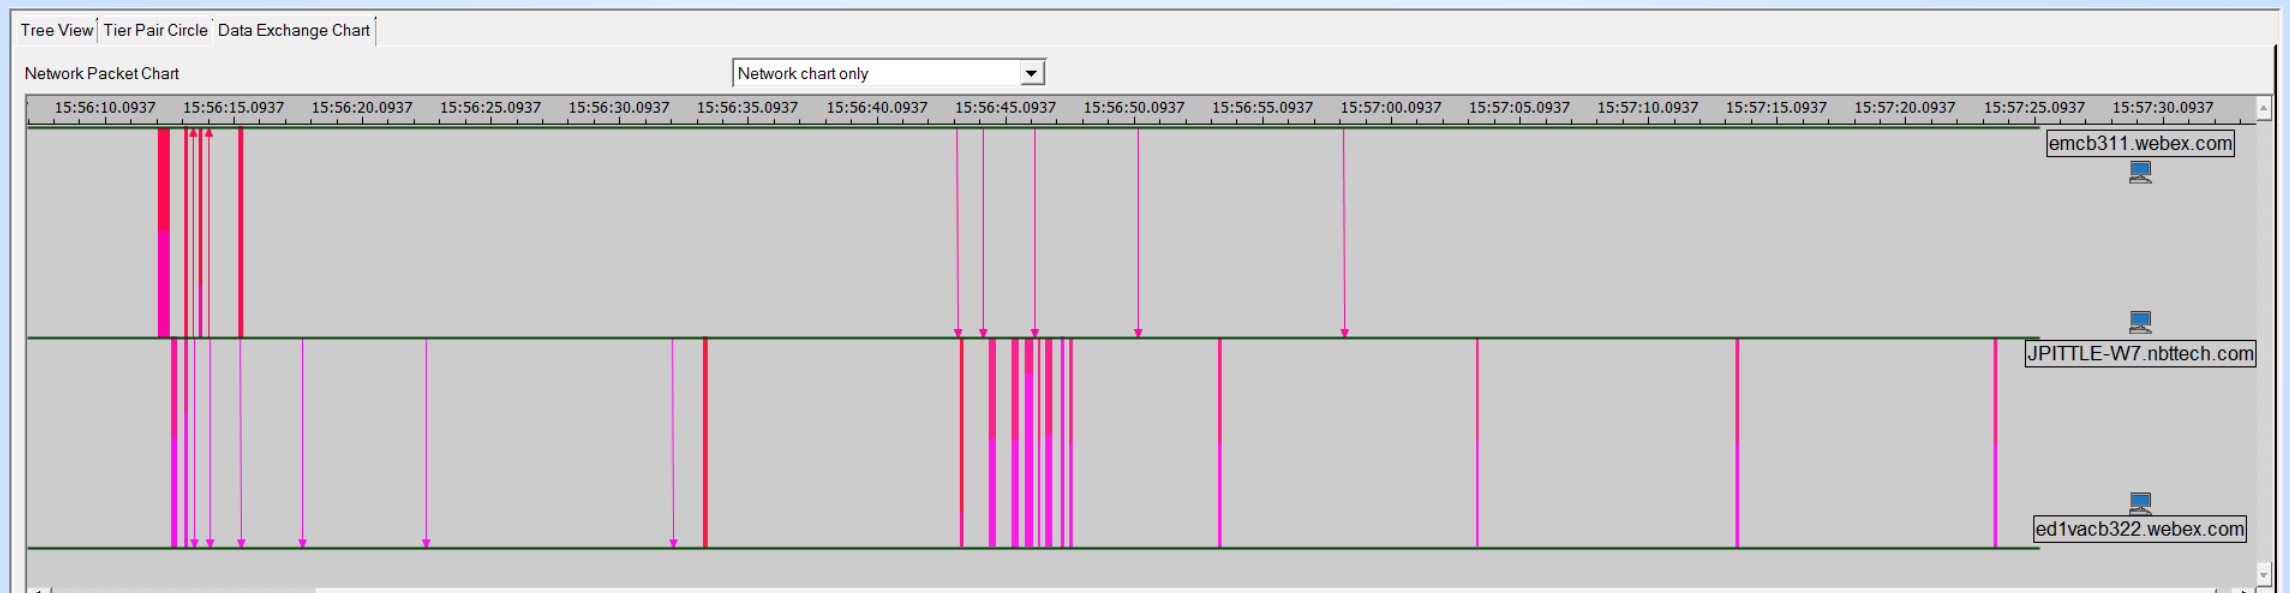 Tree View Tier Pair Circle Data Exchange Chart
Network Packet Chart Network chart only
15:56:10.0937 15:56:15.0937 15:56:20.0937 15:56:25.0937 15:56:30.0937 15:56:35.0937 15:56:40.0937 15:56:45.0937 15:56:50.0937 15:56:55.0937 15:57:00.0937 15:57:05.0937 15:57:10.0937 15:57:15.0937 15:57:20.0937 15:57:25.0937 15:57:30.0937
emcb311.webex.com
JPITTLE-W7.nbttech.com
ed1vacb322.webex.com